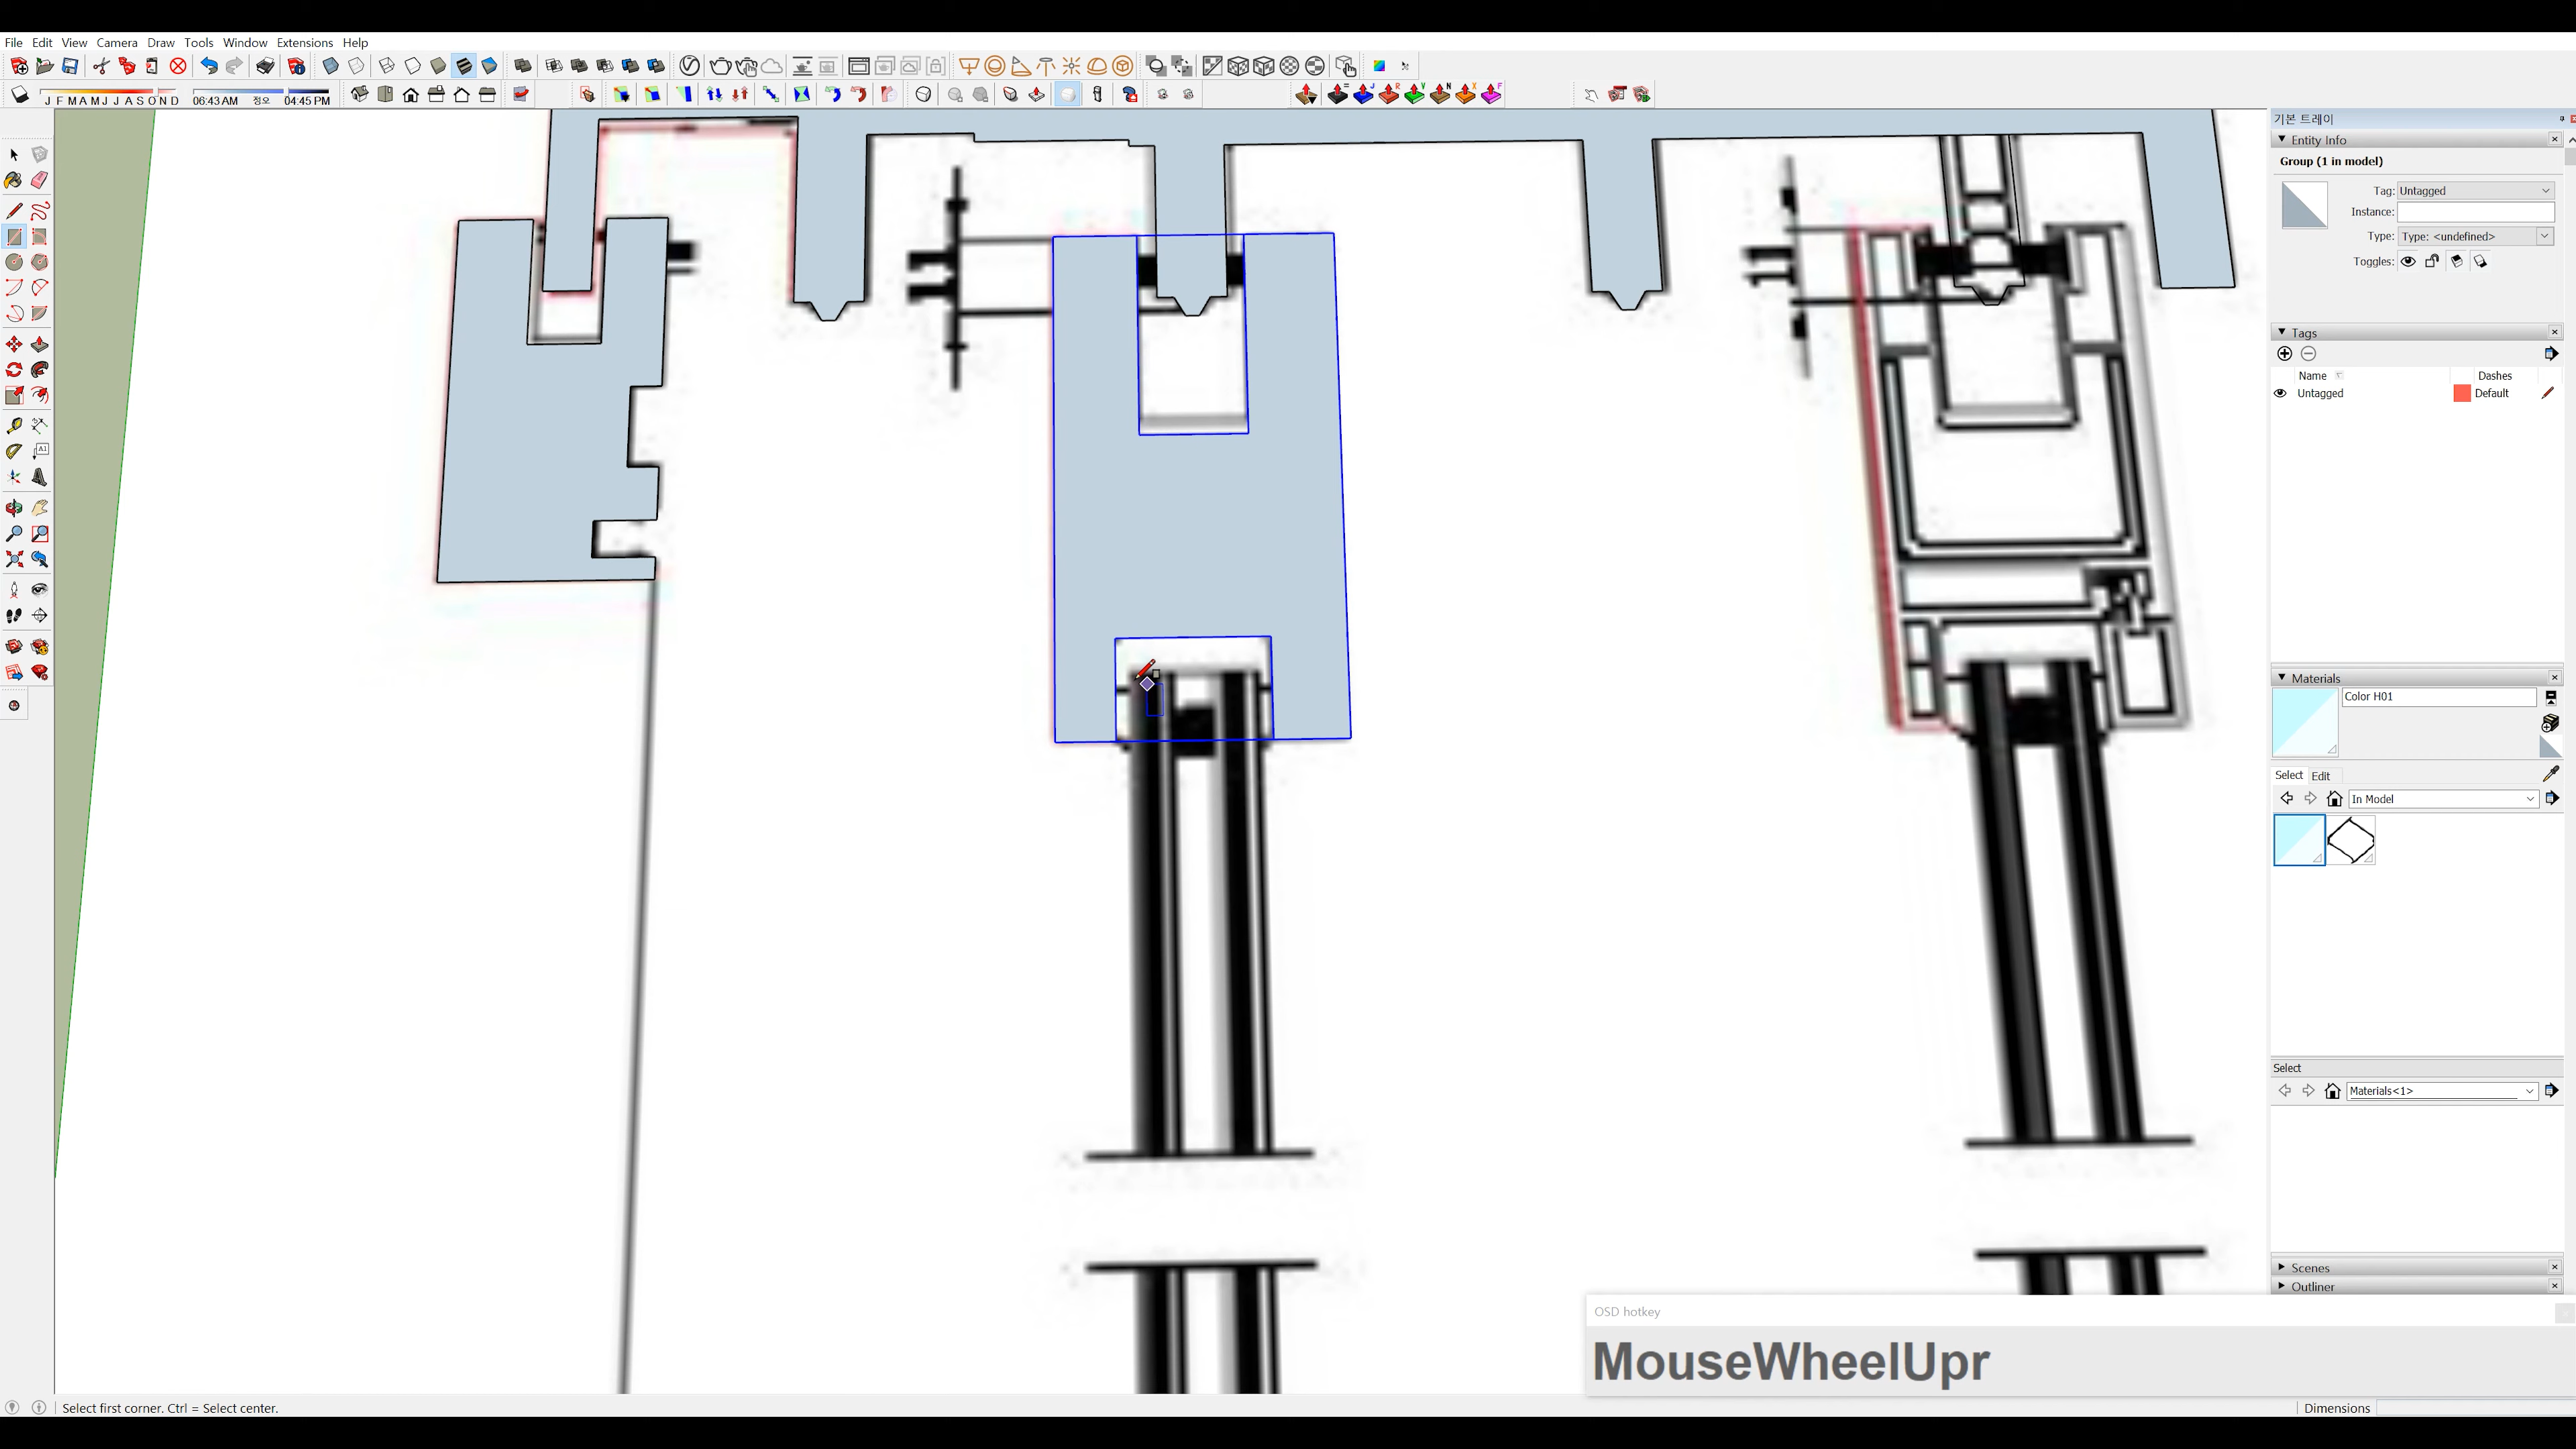 File Edit View Camera Draw Tools Window Extensions Help
J F M A M J J A S O N D 06:43 AM 정오 04:45 PM
= J R V N X F
기본 트레이
Entity Info
Group (1 in model)
Tag: Untagged
Instance:
Type: Type: <undefined>
Toggles:
Tags
Name Dashes
Untagged Default
A1
Materials
Color H01
Select Edit
In Model
Select
Materials<1>
Scenes
Outliner
OSD hotkey
MouseWheelUpr
Select first corner. Ctrl = Select center.
Dimensions